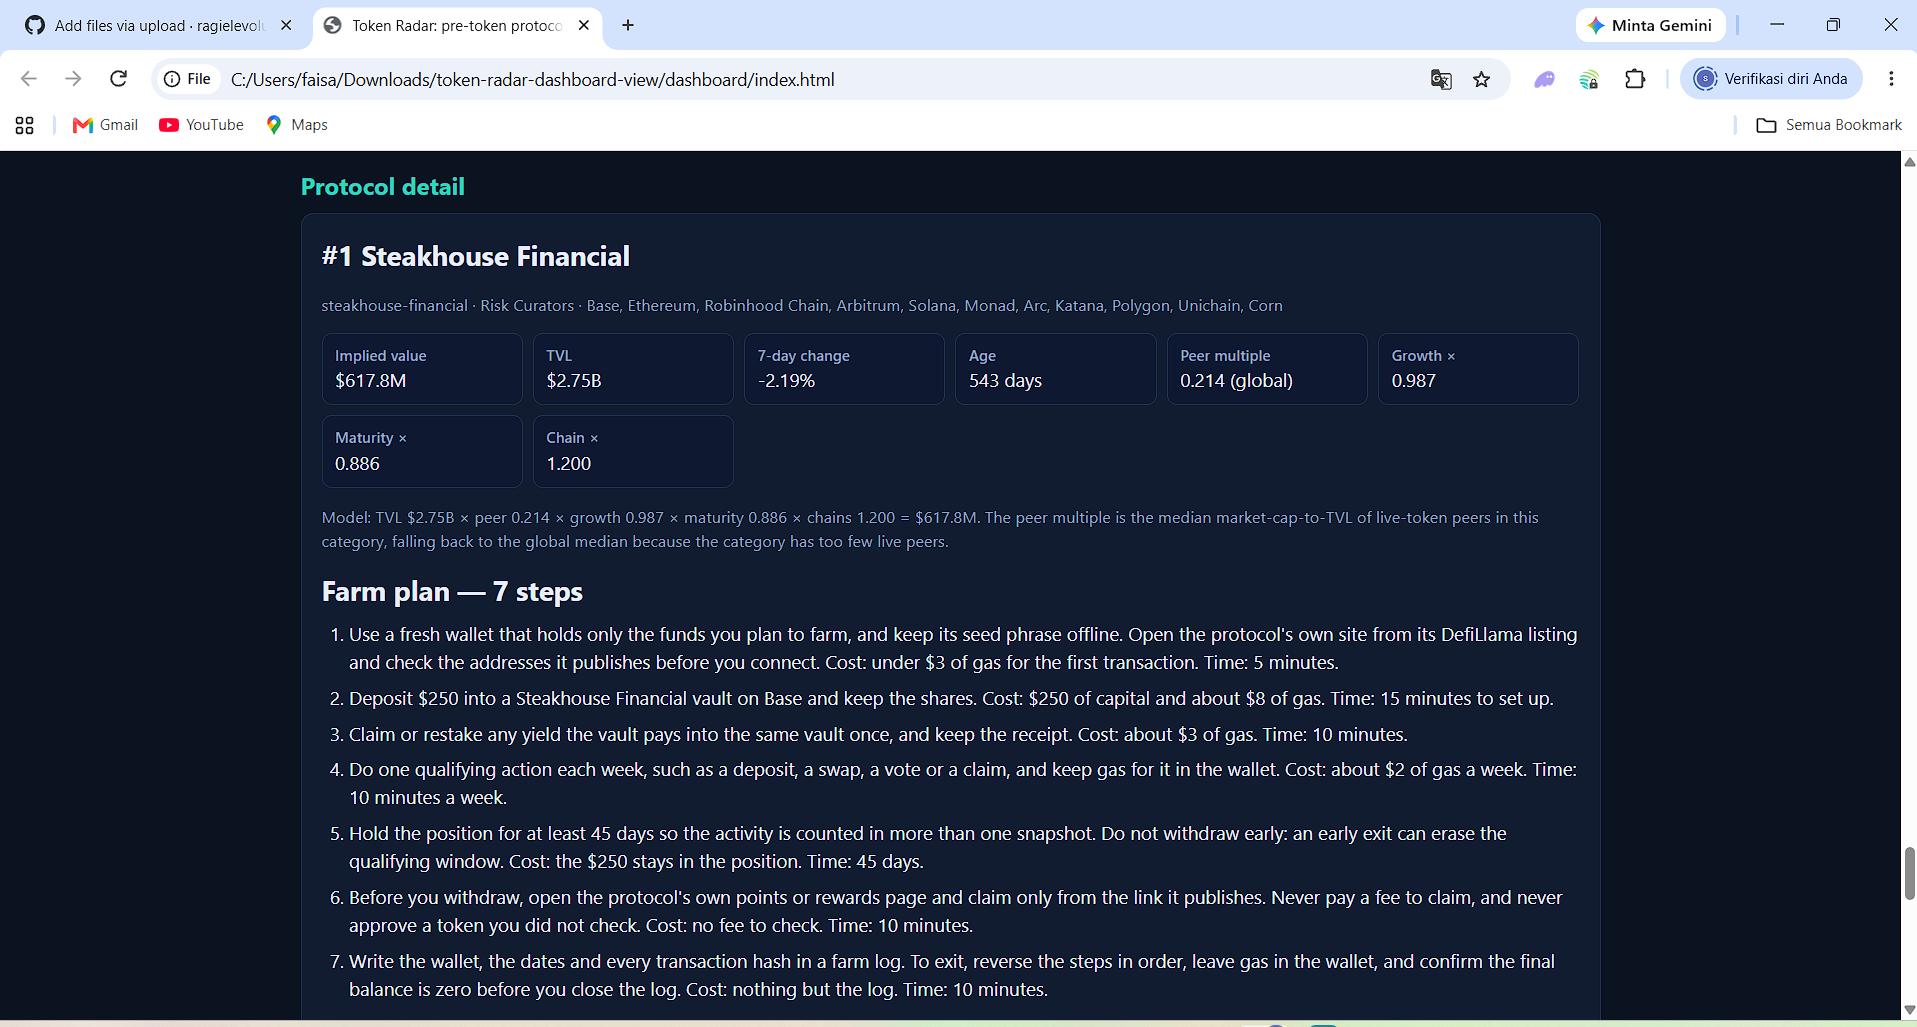 Add files via upload · ragielevolu
Token Radar: pre-token protoco
Minta Gemini
File
C:/Users/faisa/Downloads/token-radar-dashboard-view/dashboard/index.html
Verifikasi diri Anda
Gmail
YouTube
Maps
Semua Bookmark
Protocol detail
#1 Steakhouse Financial
steakhouse-financial · Risk Curators · Base, Ethereum, Robinhood Chain, Arbitrum, Solana, Monad, Arc, Katana, Polygon, Unichain, Corn
Implied value
$617.8M
TVL
$2.75B
7-day change
-2.19%
Age
543 days
Peer multiple
0.214 (global)
Growth ×
0.987
Maturity ×
0.886
Chain ×
1.200
Model: TVL $2.75B × peer 0.214 × growth 0.987 × maturity 0.886 × chains 1.200 = $617.8M. The peer multiple is the median market-cap-to-TVL of live-token peers in this
category, falling back to the global median because the category has too few live peers.
Farm plan — 7 steps
1. Use a fresh wallet that holds only the funds you plan to farm, and keep its seed phrase offline. Open the protocol's own site from its DefiLlama listing
and check the addresses it publishes before you connect. Cost: under $3 of gas for the first transaction. Time: 5 minutes.
2. Deposit $250 into a Steakhouse Financial vault on Base and keep the shares. Cost: $250 of capital and about $8 of gas. Time: 15 minutes to set up.
3. Claim or restake any yield the vault pays into the same vault once, and keep the receipt. Cost: about $3 of gas. Time: 10 minutes.
4. Do one qualifying action each week, such as a deposit, a swap, a vote or a claim, and keep gas for it in the wallet. Cost: about $2 of gas a week. Time:
10 minutes a week.
5. Hold the position for at least 45 days so the activity is counted in more than one snapshot. Do not withdraw early: an early exit can erase the
qualifying window. Cost: the $250 stays in the position. Time: 45 days.
6. Before you withdraw, open the protocol's own points or rewards page and claim only from the link it publishes. Never pay a fee to claim, and never
approve a token you did not check. Cost: no fee to check. Time: 10 minutes.
7. Write the wallet, the dates and every transaction hash in a farm log. To exit, reverse the steps in order, leave gas in the wallet, and confirm the final
balance is zero before you close the log. Cost: nothing but the log. Time: 10 minutes.